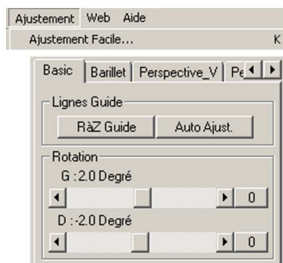 Ajustement Web Aide
Ajustement Facile... K
Basic Barillet Perspective_V
Lignes Guide
RàZ Guide Auto Ajust.
Rotation
G :2.0 Degré
0
D :-2.0 Degré
0